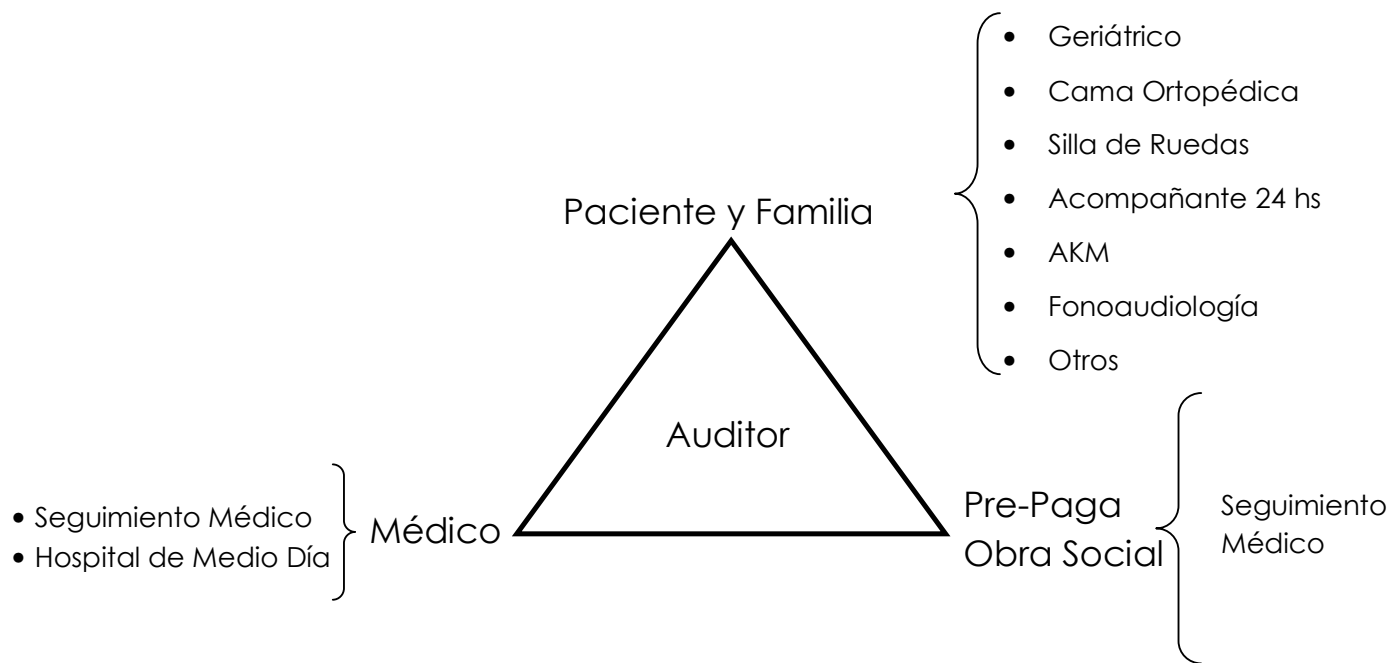 • Geriátrico
• Cama Ortopédica
• Silla de Ruedas
• Acompañante 24 hs
• AKM
• Fonoaudiología
• Otros
Paciente y Familia
Auditor
• Seguimiento Médico
• Hospital de Medio Día
Médico
Pre-Paga
Obra Social
Seguimiento
Médico